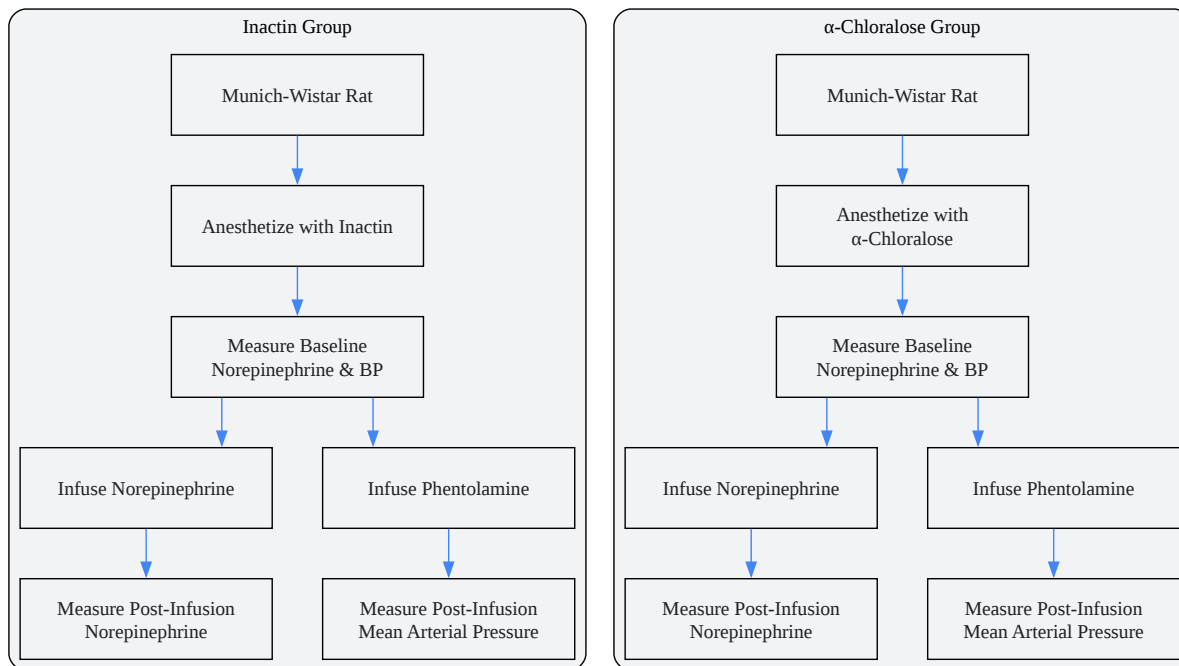 Inactin Group
Munich-Wistar Rat
Anesthetize with Inactin
Measure Baseline
Norepinephrine & BP
Infuse Norepinephrine
Infuse Phentolamine
Measure Post-Infusion
Norepinephrine
Measure Post-Infusion
Mean Arterial Pressure
α-Chloralose Group
Munich-Wistar Rat
Anesthetize with
α-Chloralose
Measure Baseline
Norepinephrine & BP
Infuse Norepinephrine
Infuse Phentolamine
Measure Post-Infusion
Norepinephrine
Measure Post-Infusion
Mean Arterial Pressure